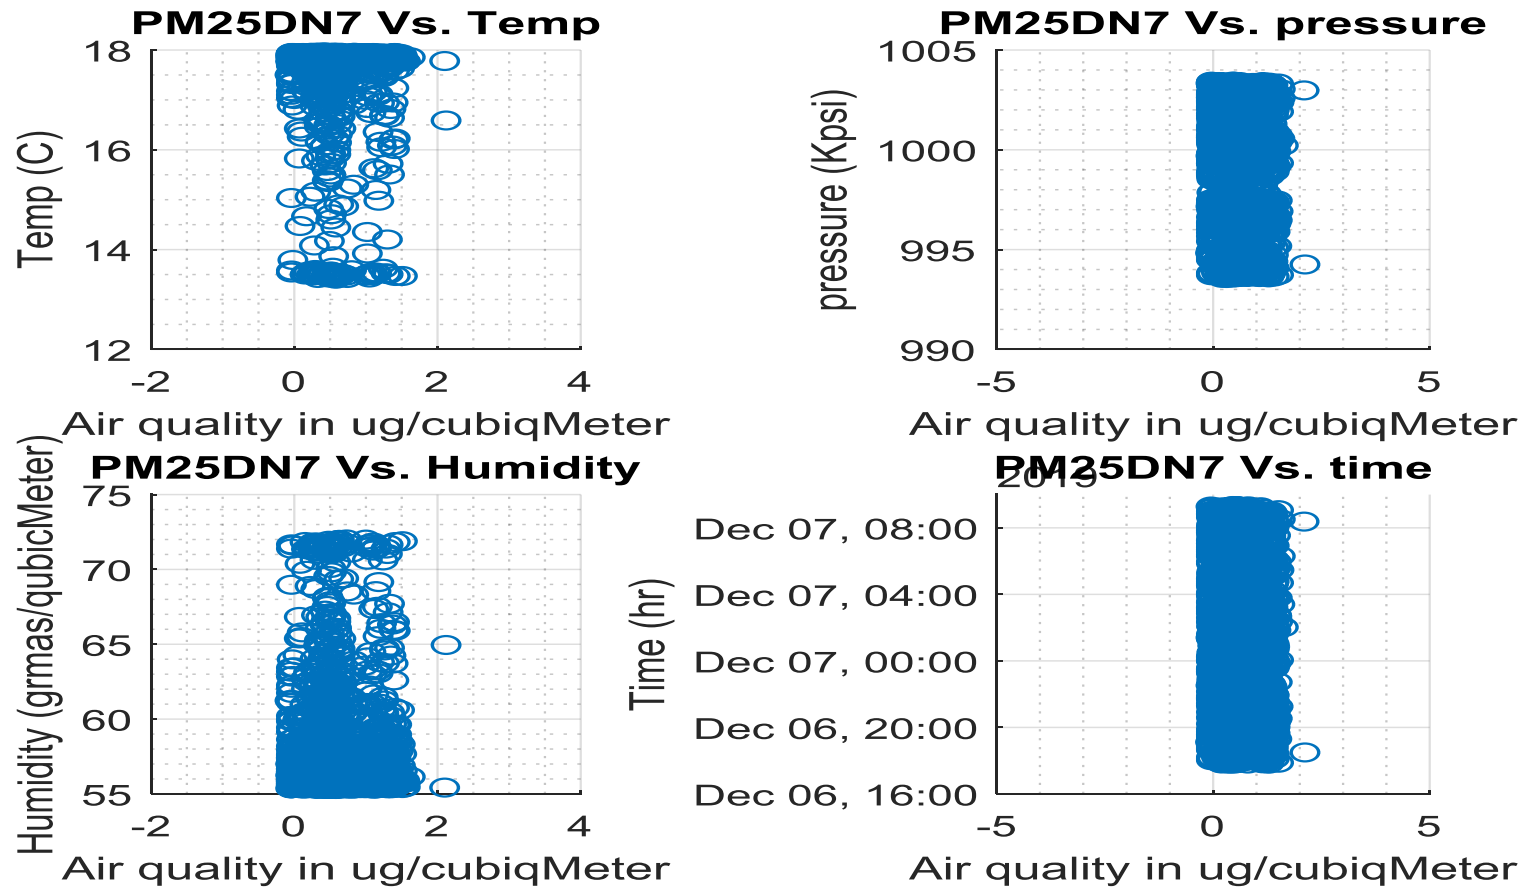 PM25DN7 Vs. Temp
18
16
14
12
Temp (C)
-2 0 2 4
Air quality in ug/cubiqMeter
PM25DN7 Vs. pressure
1005
1000
995
990
pressure (Kpsi)
-5 0 5
Air quality in ug/cubiqMeter
PM25DN7 Vs. Humidity
75
70
65
60
55
Humidity (grmas/qubicMeter)
-2 0 2 4
Air quality in ug/cubiqMeter
PM25DN7 Vs. time
2019
Dec 07, 08:00
Dec 07, 04:00
Dec 07, 00:00
Dec 06, 20:00
Dec 06, 16:00
Time (hr)
-5 0 5
Air quality in ug/cubiqMeter